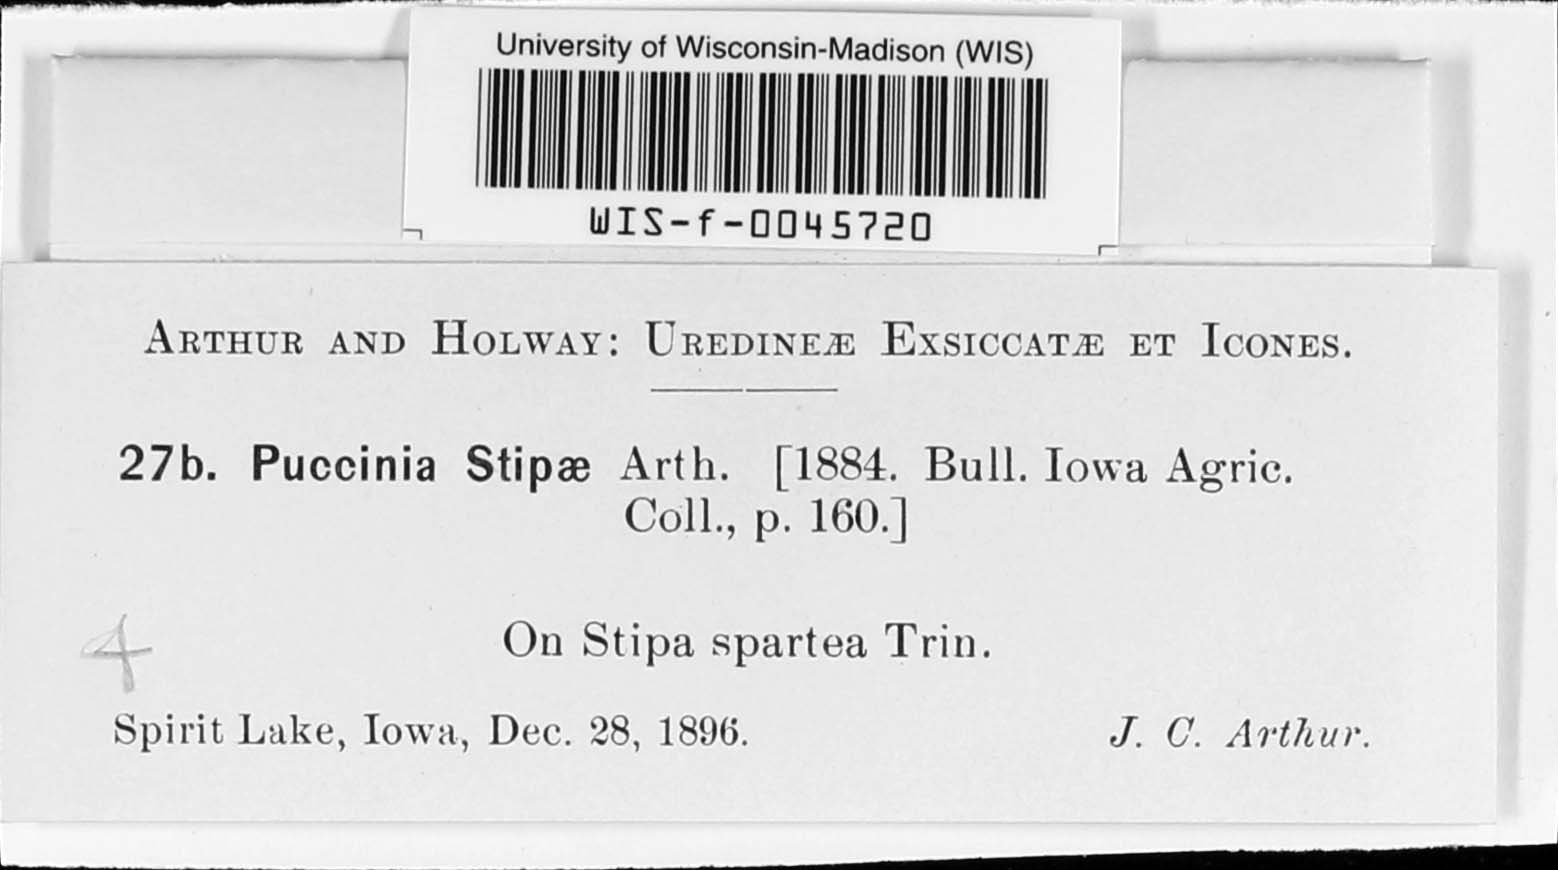 University of Wisconsin-Madison (WIS)
WIS-f-0045720
ARTHUR AND HOLWAY: UREDINEÆ EXSICCATÆ ET ICONES.
27b. Puccinia Stipæ Arth. [1884. Bull. Iowa Agric.
Coll., p. 160.]
4
On Stipa spartea Trin.
Spirit Lake, Iowa, Dec. 28, 1896. J. C. Arthur.